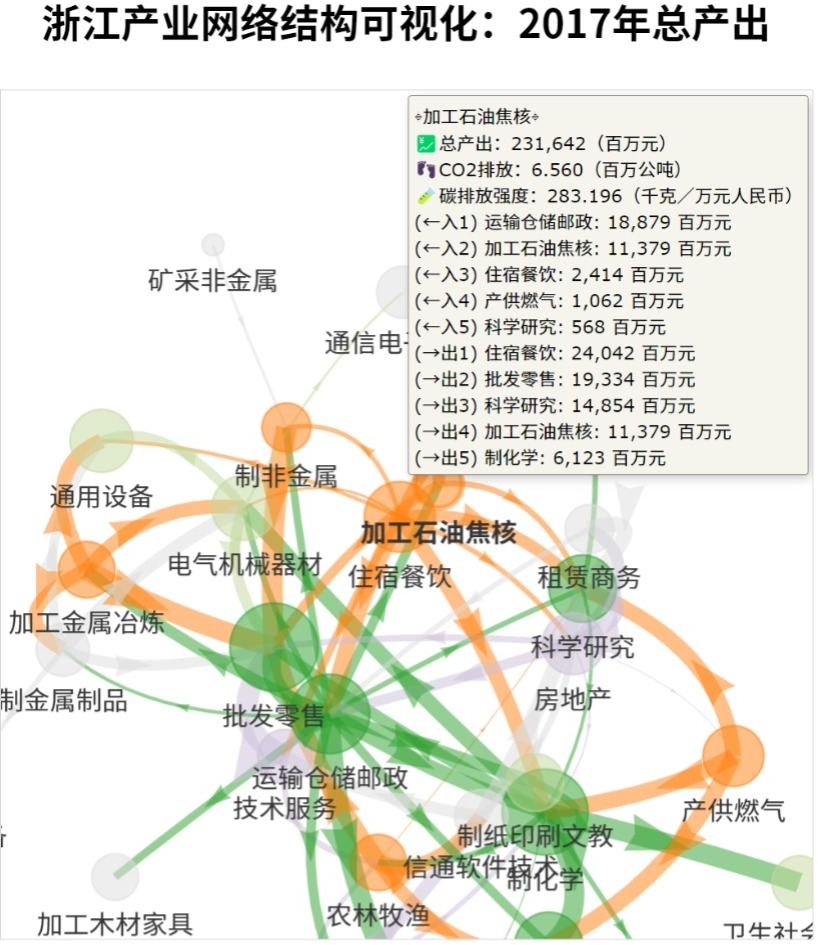 浙江产业网络结构可视化：2017年总产出
÷加工石油焦核÷
总产出：231,642（百万元）
CO2排放：6.560（百万公吨）
碳排放强度：283.196（千克／万元人民币）
(←入1) 运输仓储邮政: 18,879 百万元
(←入2) 加工石油焦核: 11,379 百万元
(←入3) 住宿餐饮: 2,414 百万元
(←入4) 产供燃气: 1,062 百万元
(←入5) 科学研究: 568 百万元
(→出1) 住宿餐饮: 24,042 百万元
(→出2) 批发零售: 19,334 百万元
(→出3) 科学研究: 14,854 百万元
(→出4) 加工石油焦核: 11,379 百万元
(→出5) 制化学: 6,123 百万元
矿采非金属
通信电
制非金属
通用设备
加工石油焦核
电气机械器材
住宿餐饮
租赁商务
加工金属冶炼
科学研究
制金属制品
房地产
批发零售
运输仓储邮政
技术服务
产供燃气
制纸印刷文教
信通软件技术
制化学
农林牧渔
加工木材家具
卫生社